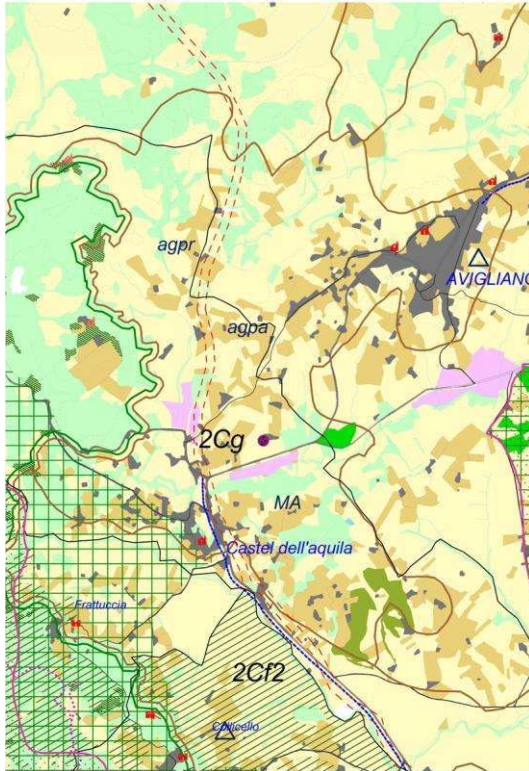 agpr
AVIGLIANO
agpa
2Cg
MA
Castel dell'aquila
Frattuccia
2Cf2
Collicello